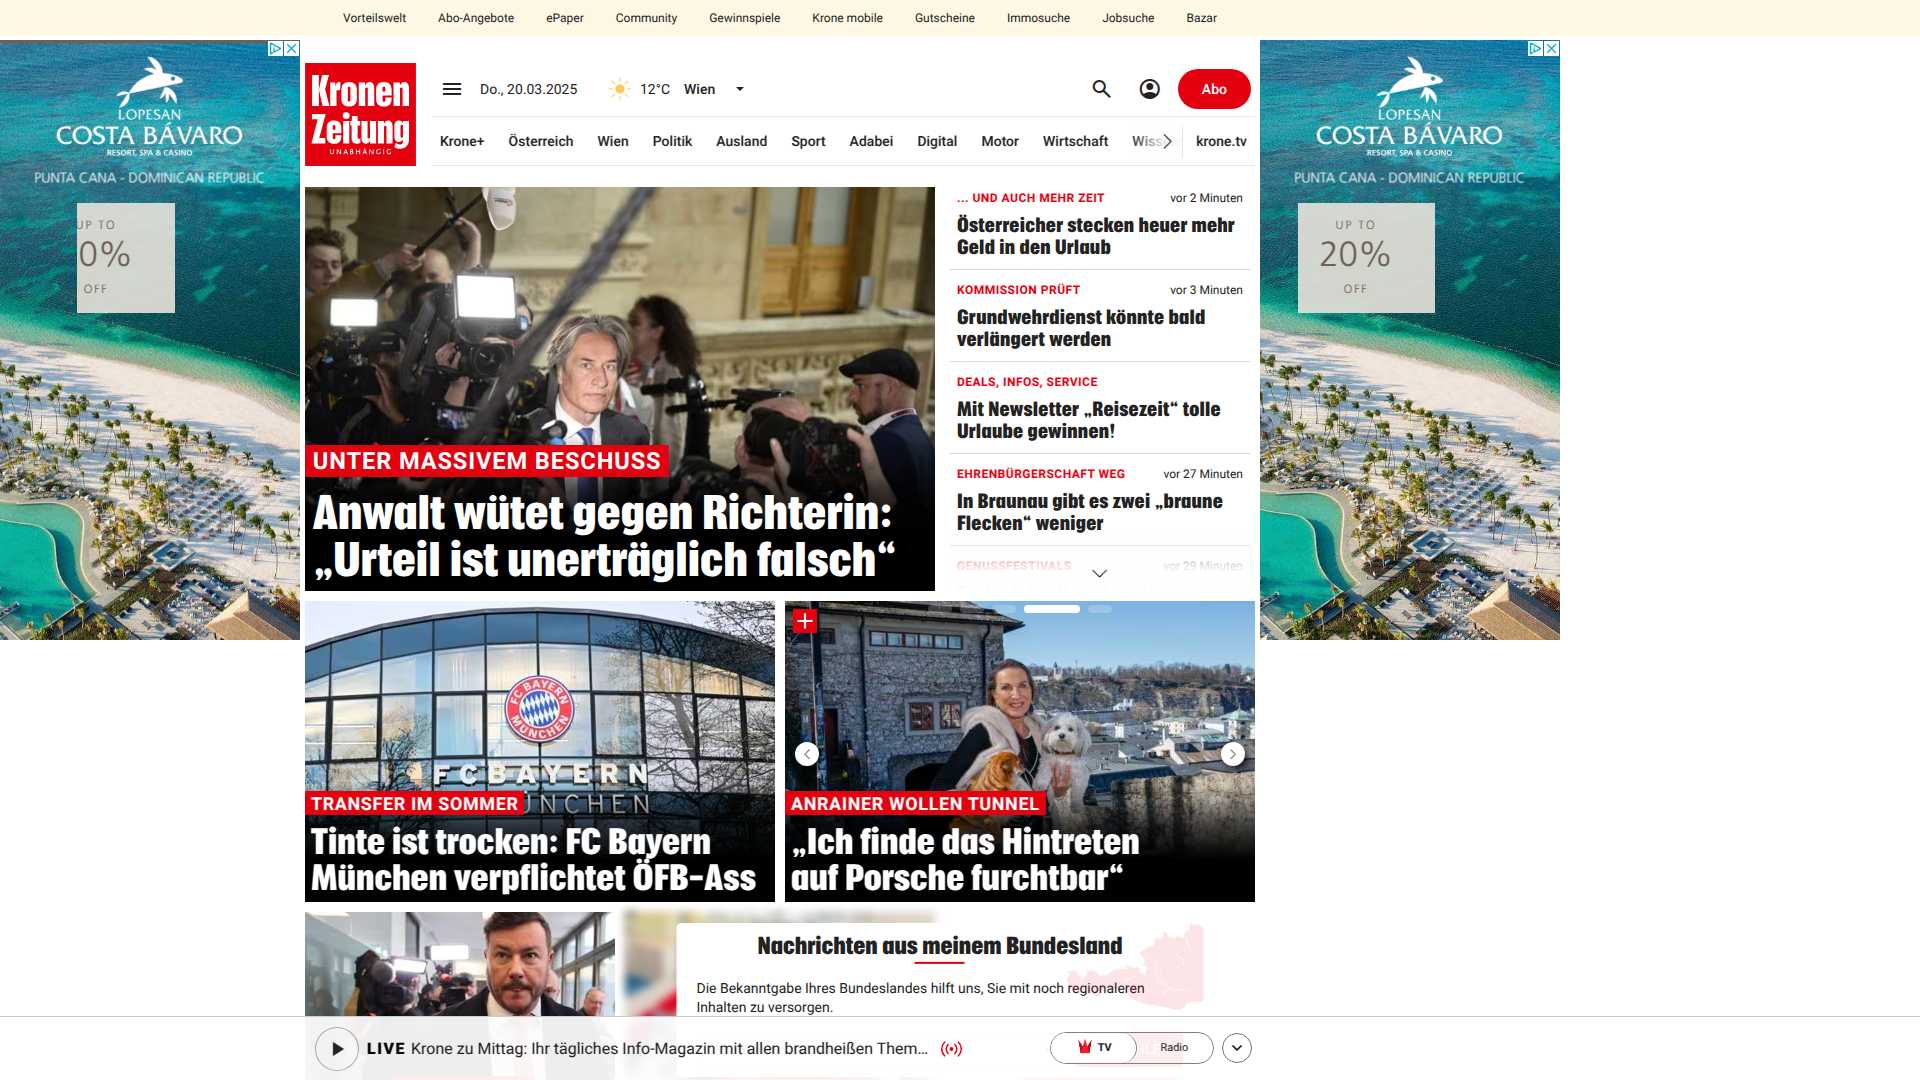 Vorteilswelt Abo-Angebote ePaper Community Gewinnspiele Krone mobile Gutscheine Immosuche Jobsuche Bazar
LOPESAN
COSTA BÁVARO
RESORT, SPA & CASINO
PUNTA CANA - DOMINICAN REPUBLIC
UP TO
0%
OFF
Kronen
Zeitung
UNABHÄNGIG
Do., 20.03.2025 12°C Wien
Abo
Krone+ Österreich Wien Politik Ausland Sport Adabei Digital Motor Wirtschaft Wiss krone.tv
UNTER MASSIVEM BESCHUSS
Anwalt wütet gegen Richterin:
„Urteil ist unerträglich falsch“
... UND AUCH MEHR ZEIT vor 2 Minuten
Österreicher stecken heuer mehr
Geld in den Urlaub
KOMMISSION PRÜFT vor 3 Minuten
Grundwehrdienst könnte bald
verlängert werden
DEALS, INFOS, SERVICE
Mit Newsletter „Reisezeit“ tolle
Urlaube gewinnen!
EHRENBÜRGERSCHAFT WEG vor 27 Minuten
In Braunau gibt es zwei „braune
Flecken“ weniger
GENUSSFESTIVALS vor 29 Minuten
FC BAYERN
MÜNCHEN
FC BAYERN
ÜNCHEN
TRANSFER IM SOMMER
Tinte ist trocken: FC Bayern
München verpflichtet ÖFB-Ass
ANRAINER WOLLEN TUNNEL
„Ich finde das Hintreten
auf Porsche furchtbar“
Nachrichten aus meinem Bundesland
Die Bekanntgabe Ihres Bundeslandes hilft uns, Sie mit noch regionaleren
Inhalten zu versorgen.
LIVE Krone zu Mittag: Ihr tägliches Info-Magazin mit allen brandheißen Them...
TV Radio
LOPESAN
COSTA BÁVARO
RESORT, SPA & CASINO
PUNTA CANA - DOMINICAN REPUBLIC
UP TO
20%
OFF